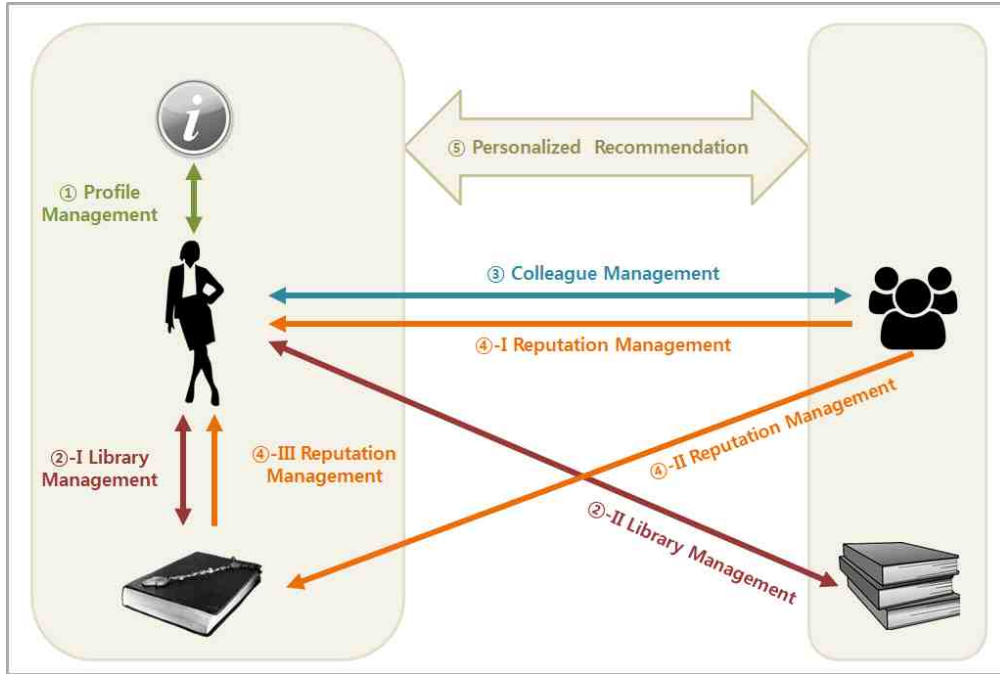 i
⑤ Personalized Recommendation
① Profile
Management
③ Colleague Management
④-I Reputation Management
④-II Reputation Management
②-I Library
Management
④-III Reputation
Management
②-II Library Management